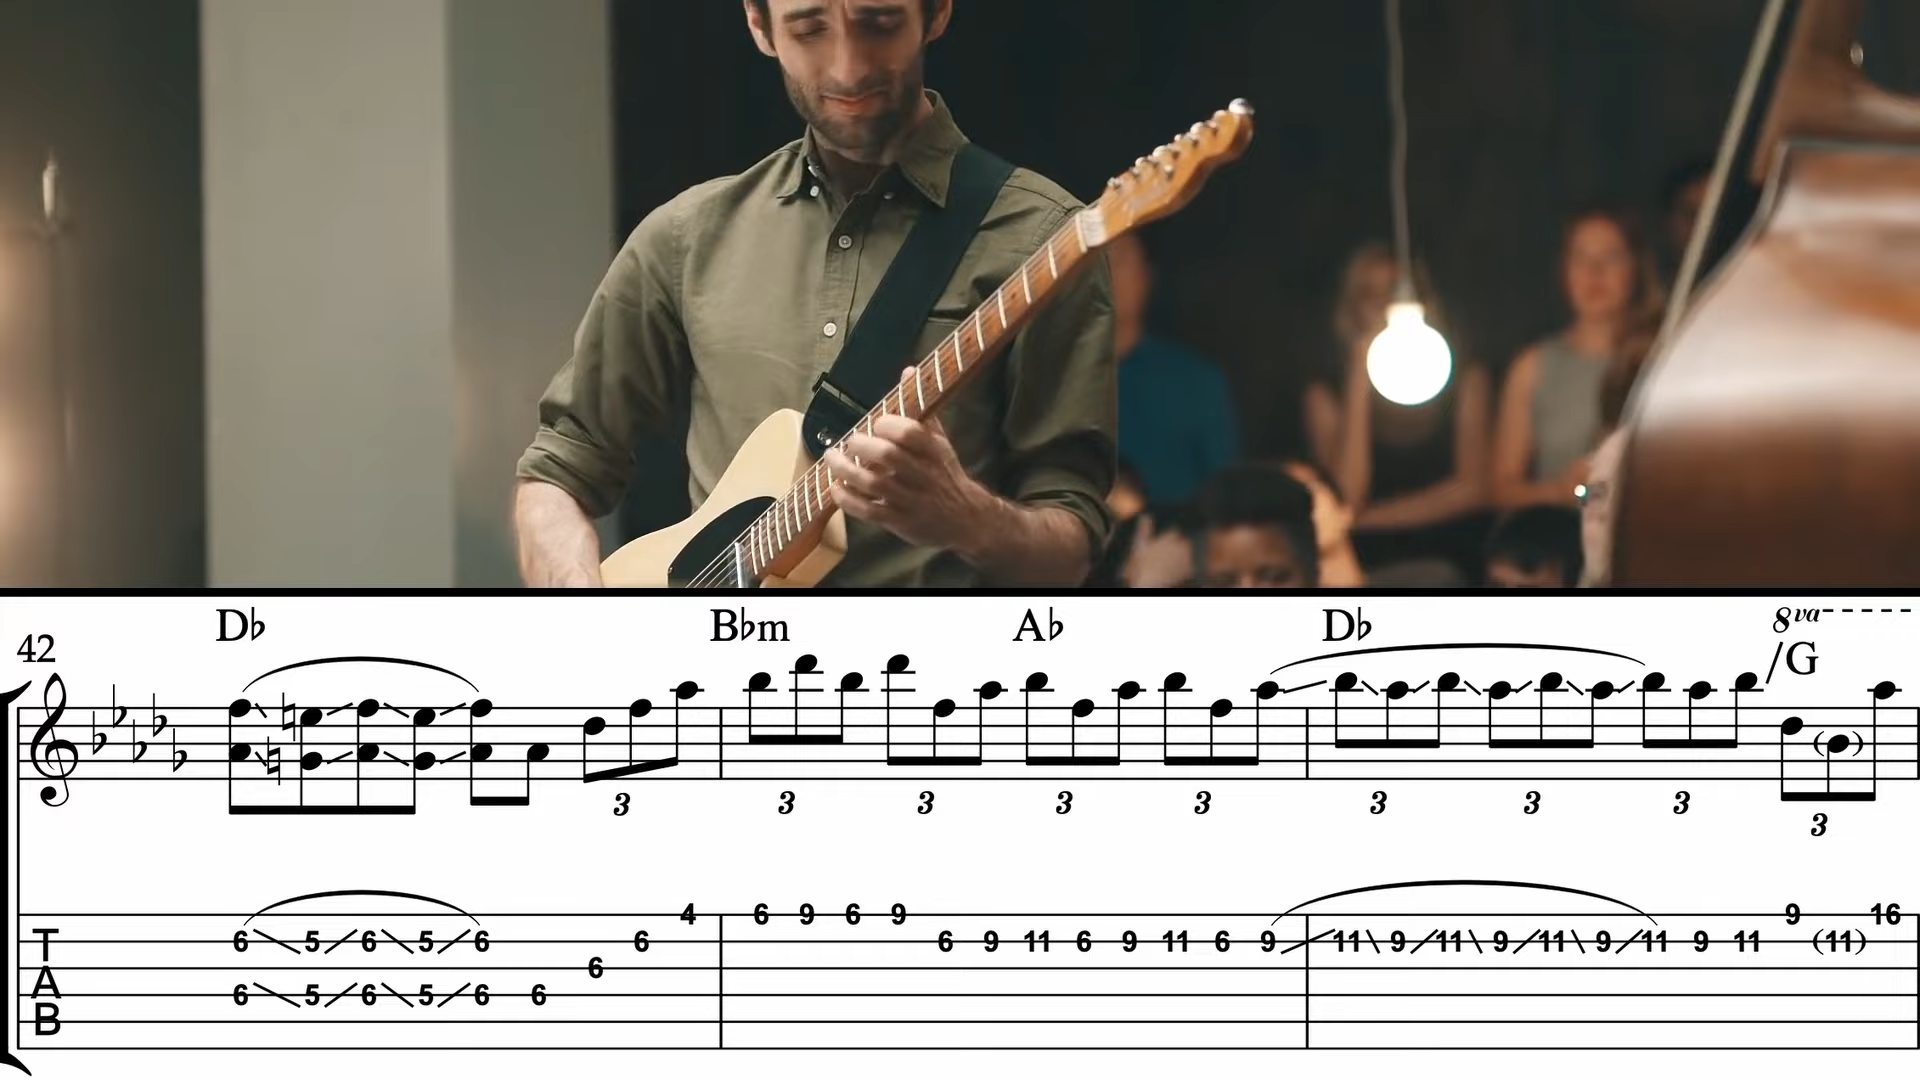 D♭ B♭m A♭ D♭ 8va
42 /G
3 3 3 3 3 3 3 3 3
4 6 9 6 9 9 16
T 6 5 6 5 6 6 6 9 11 6 9 11 6 9 11 9 11 9 11 9 11 9 11 (11)
6
A 6 5 6 5 6 6
B